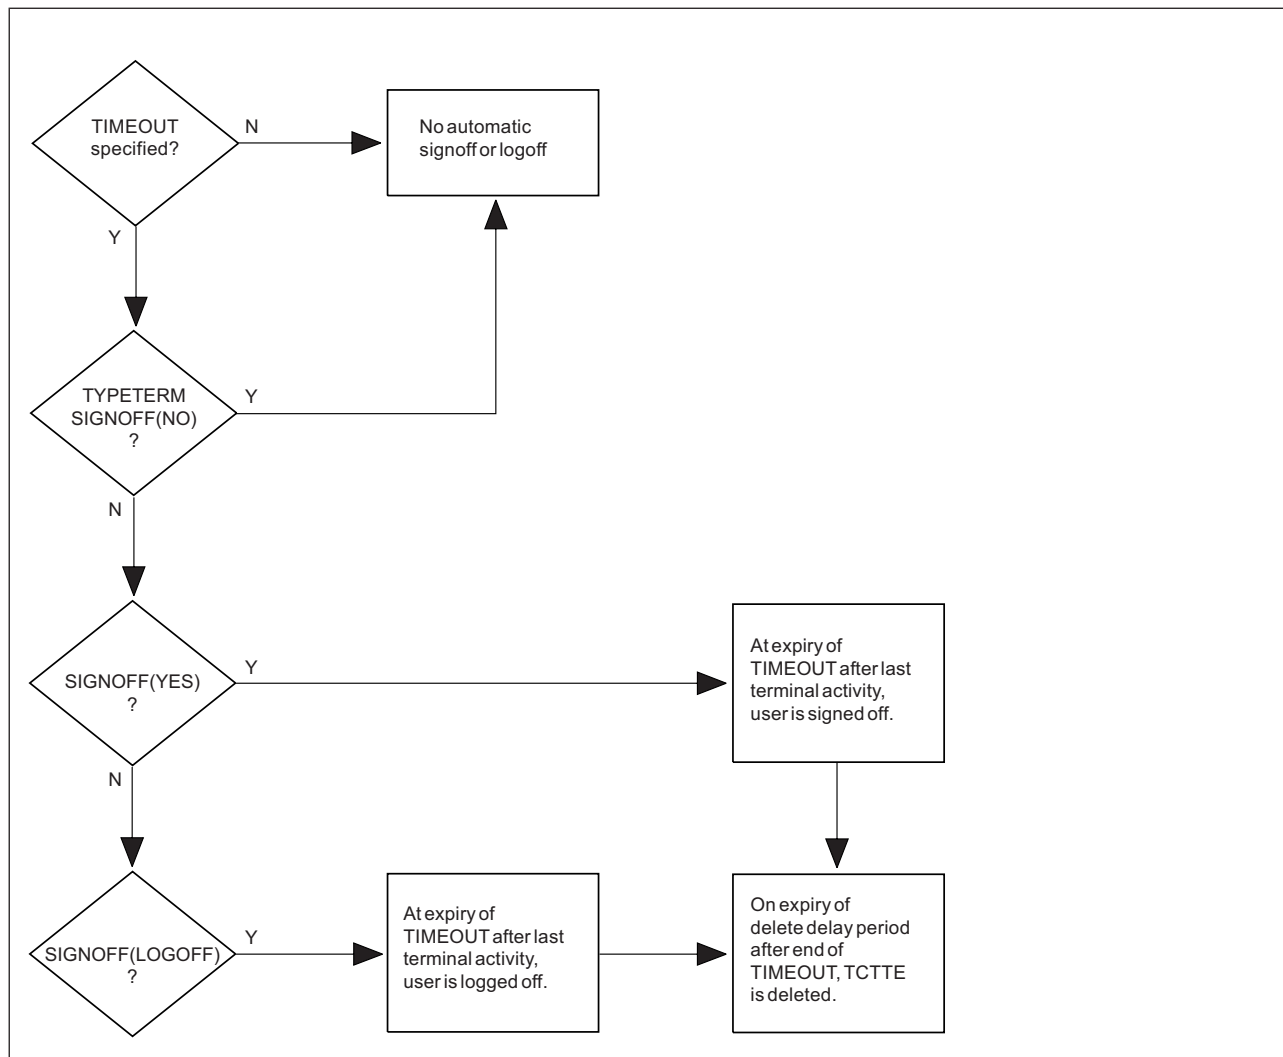 TIMEOUT
specified?
N
No automatic
signoff or logoff
Y
TYPETERM
SIGNOFF(NO)
?
Y
N
SIGNOFF(YES)
?
Y
At expiry of
TIMEOUT after last
terminal activity,
user is signed off.
N
SIGNOFF(LOGOFF)
?
Y
At expiry of
TIMEOUT after last
terminal activity,
user is logged off.
On expiry of
delete delay period
after end of
TIMEOUT, TCTTE
is deleted.